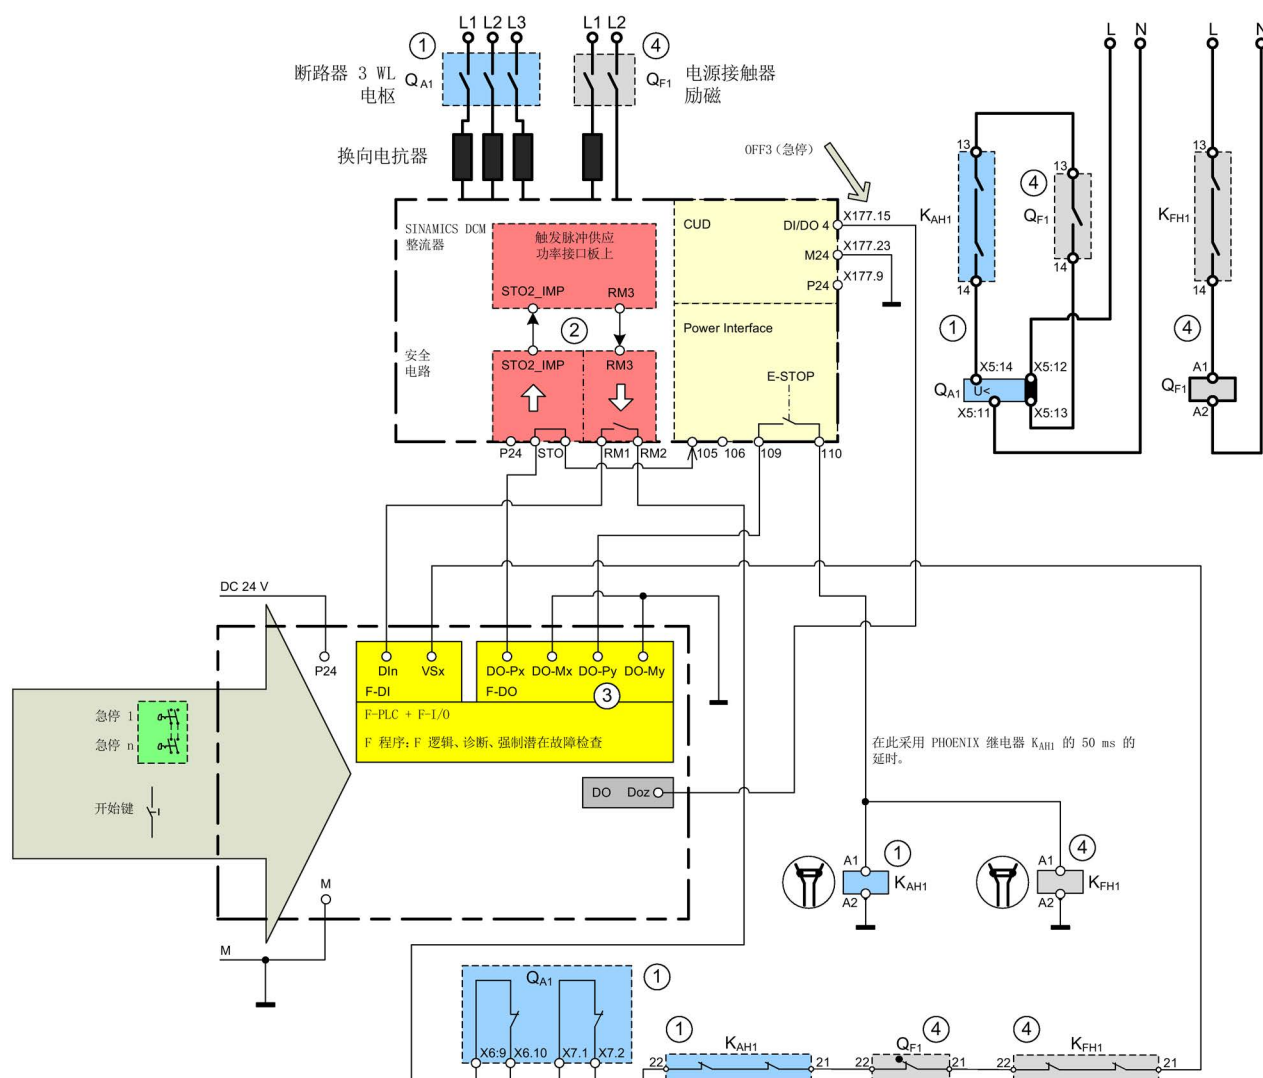 L1 L2 L3
L1 L2
L N
L N
1
4
断路器 3 WL
电枢
QA1
QF1
电源接触器
励磁
换向电抗器
OFF3（急停）
13
13
13
4
KAH1
QF1
KFH1
14
14
14
SINAMICS DCM
整流器
触发脉冲供应
功率接口板上
STO2_IMP RM3
CUD
DI/DO 4
X177.15
M24
X177.23
P24
X177.9
2
Power Interface
1
4
安全
电路
STO2_IMP RM3
E-STOP
X5:14 X5:12
QA1
U<
X5:11 X5:13
A1
QF1
A2
P24 STO RM1 RM2 105 106 109 110
DC 24 V
P24
DIn VSx
F-DI
DO-Px DO-Mx DO-Py DO-My
F-DO
3
F-PLC + F-I/O
F 程序：F 逻辑、诊断、强制潜在故障检查
急停 1
急停 n
开始键
DO Doz
在此采用 PHOENIX 继电器 KAH1 的 50 ms 的
延时。
A1
1
KAH1
A2
A1
4
KFH1
A2
M
M
QA1
1
X6:9 X6.10 X7.1 X7.2
1
KAH1
22 21
QF1
4
22 21
4
KFH1
22 21